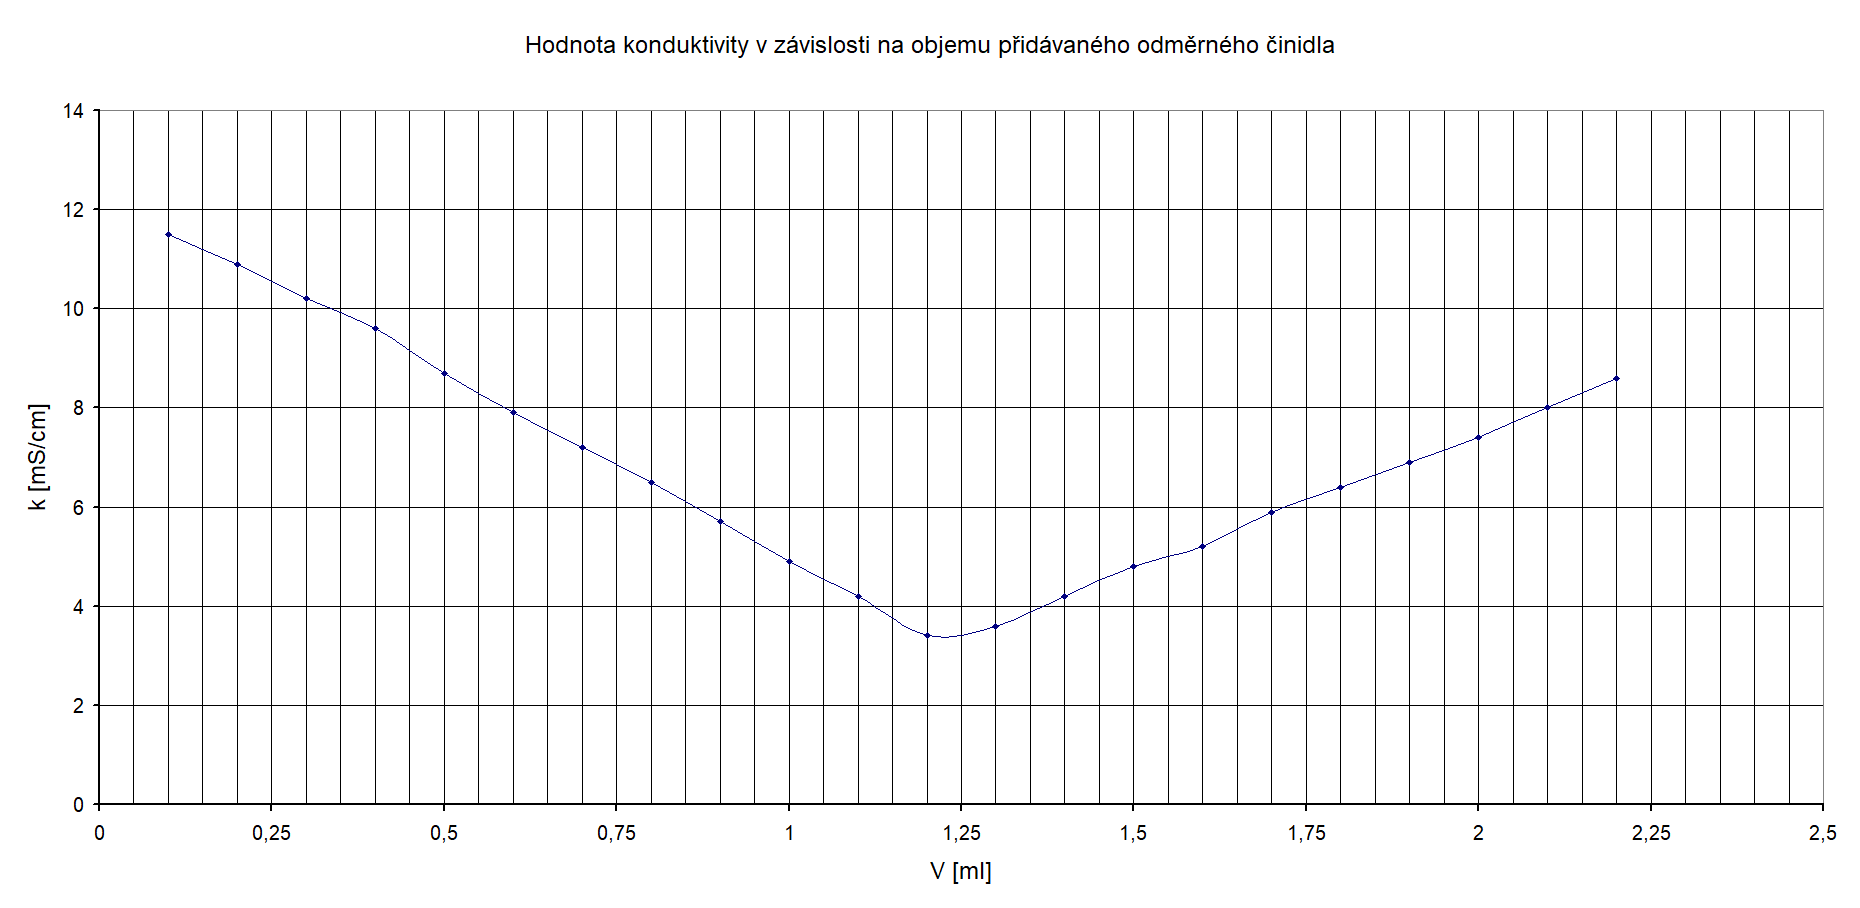 Hodnota konduktivity v závislosti na objemu přidávaného odměrného činidla
14
12
10
8
6
4
2
0
k [mS/cm]
0 0,25 0,5 0,75 1 1,25 1,5 1,75 2 2,25 2,5
V [ml]